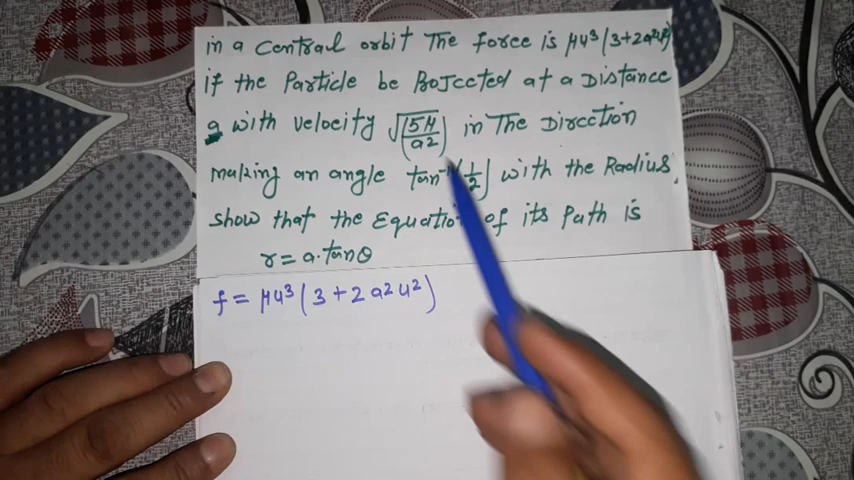 in a Central orbit The force is μu³(3+2a²u²)
if the Particle be ProJected at a Distance
a with velocity √(5μ/a²) in The Direction
making an angle tan⁻¹(1/2) with the Radius.
show that the Equation of its Path is
r = a.tanθ
f = μu³(3+2a²u²)